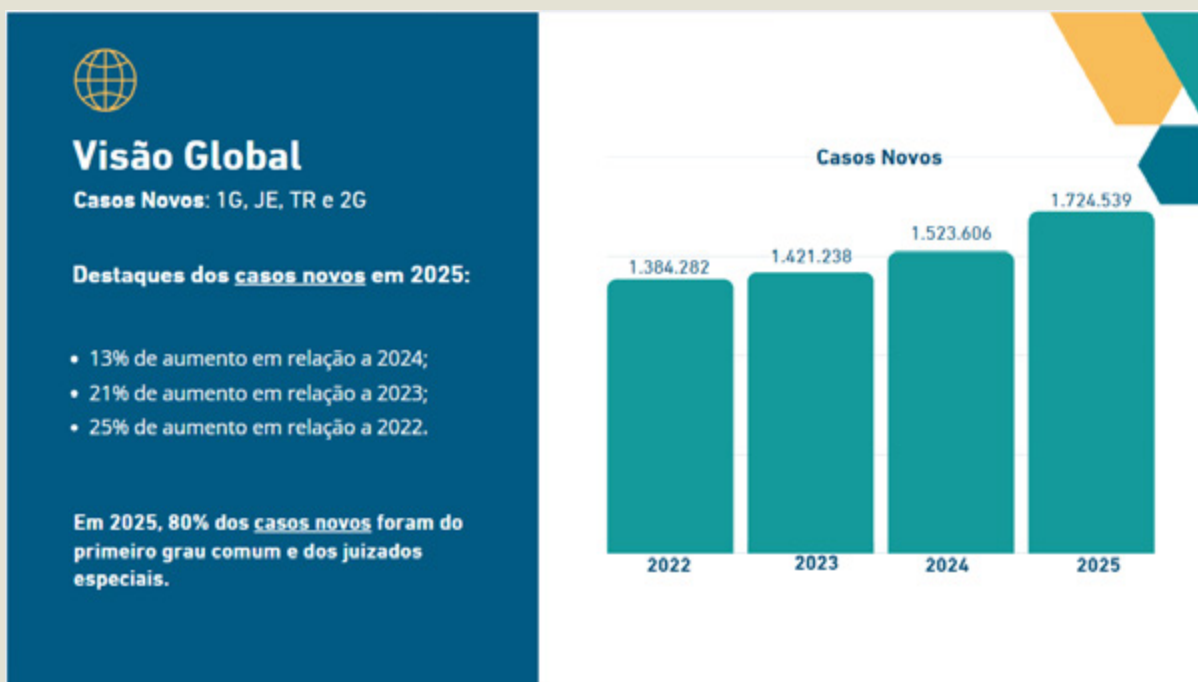 Visão Global
Casos Novos: 1G, JE, TR e 2G
Destaques dos casos novos em 2025:
• 13% de aumento em relação a 2024;
• 21% de aumento em relação a 2023;
• 25% de aumento em relação a 2022.
Em 2025, 80% dos casos novos foram do
primeiro grau comum e dos juizados
especiais.
Casos Novos
1.384.282
1.421.238
1.523.606
1.724.539
2022
2023
2024
2025